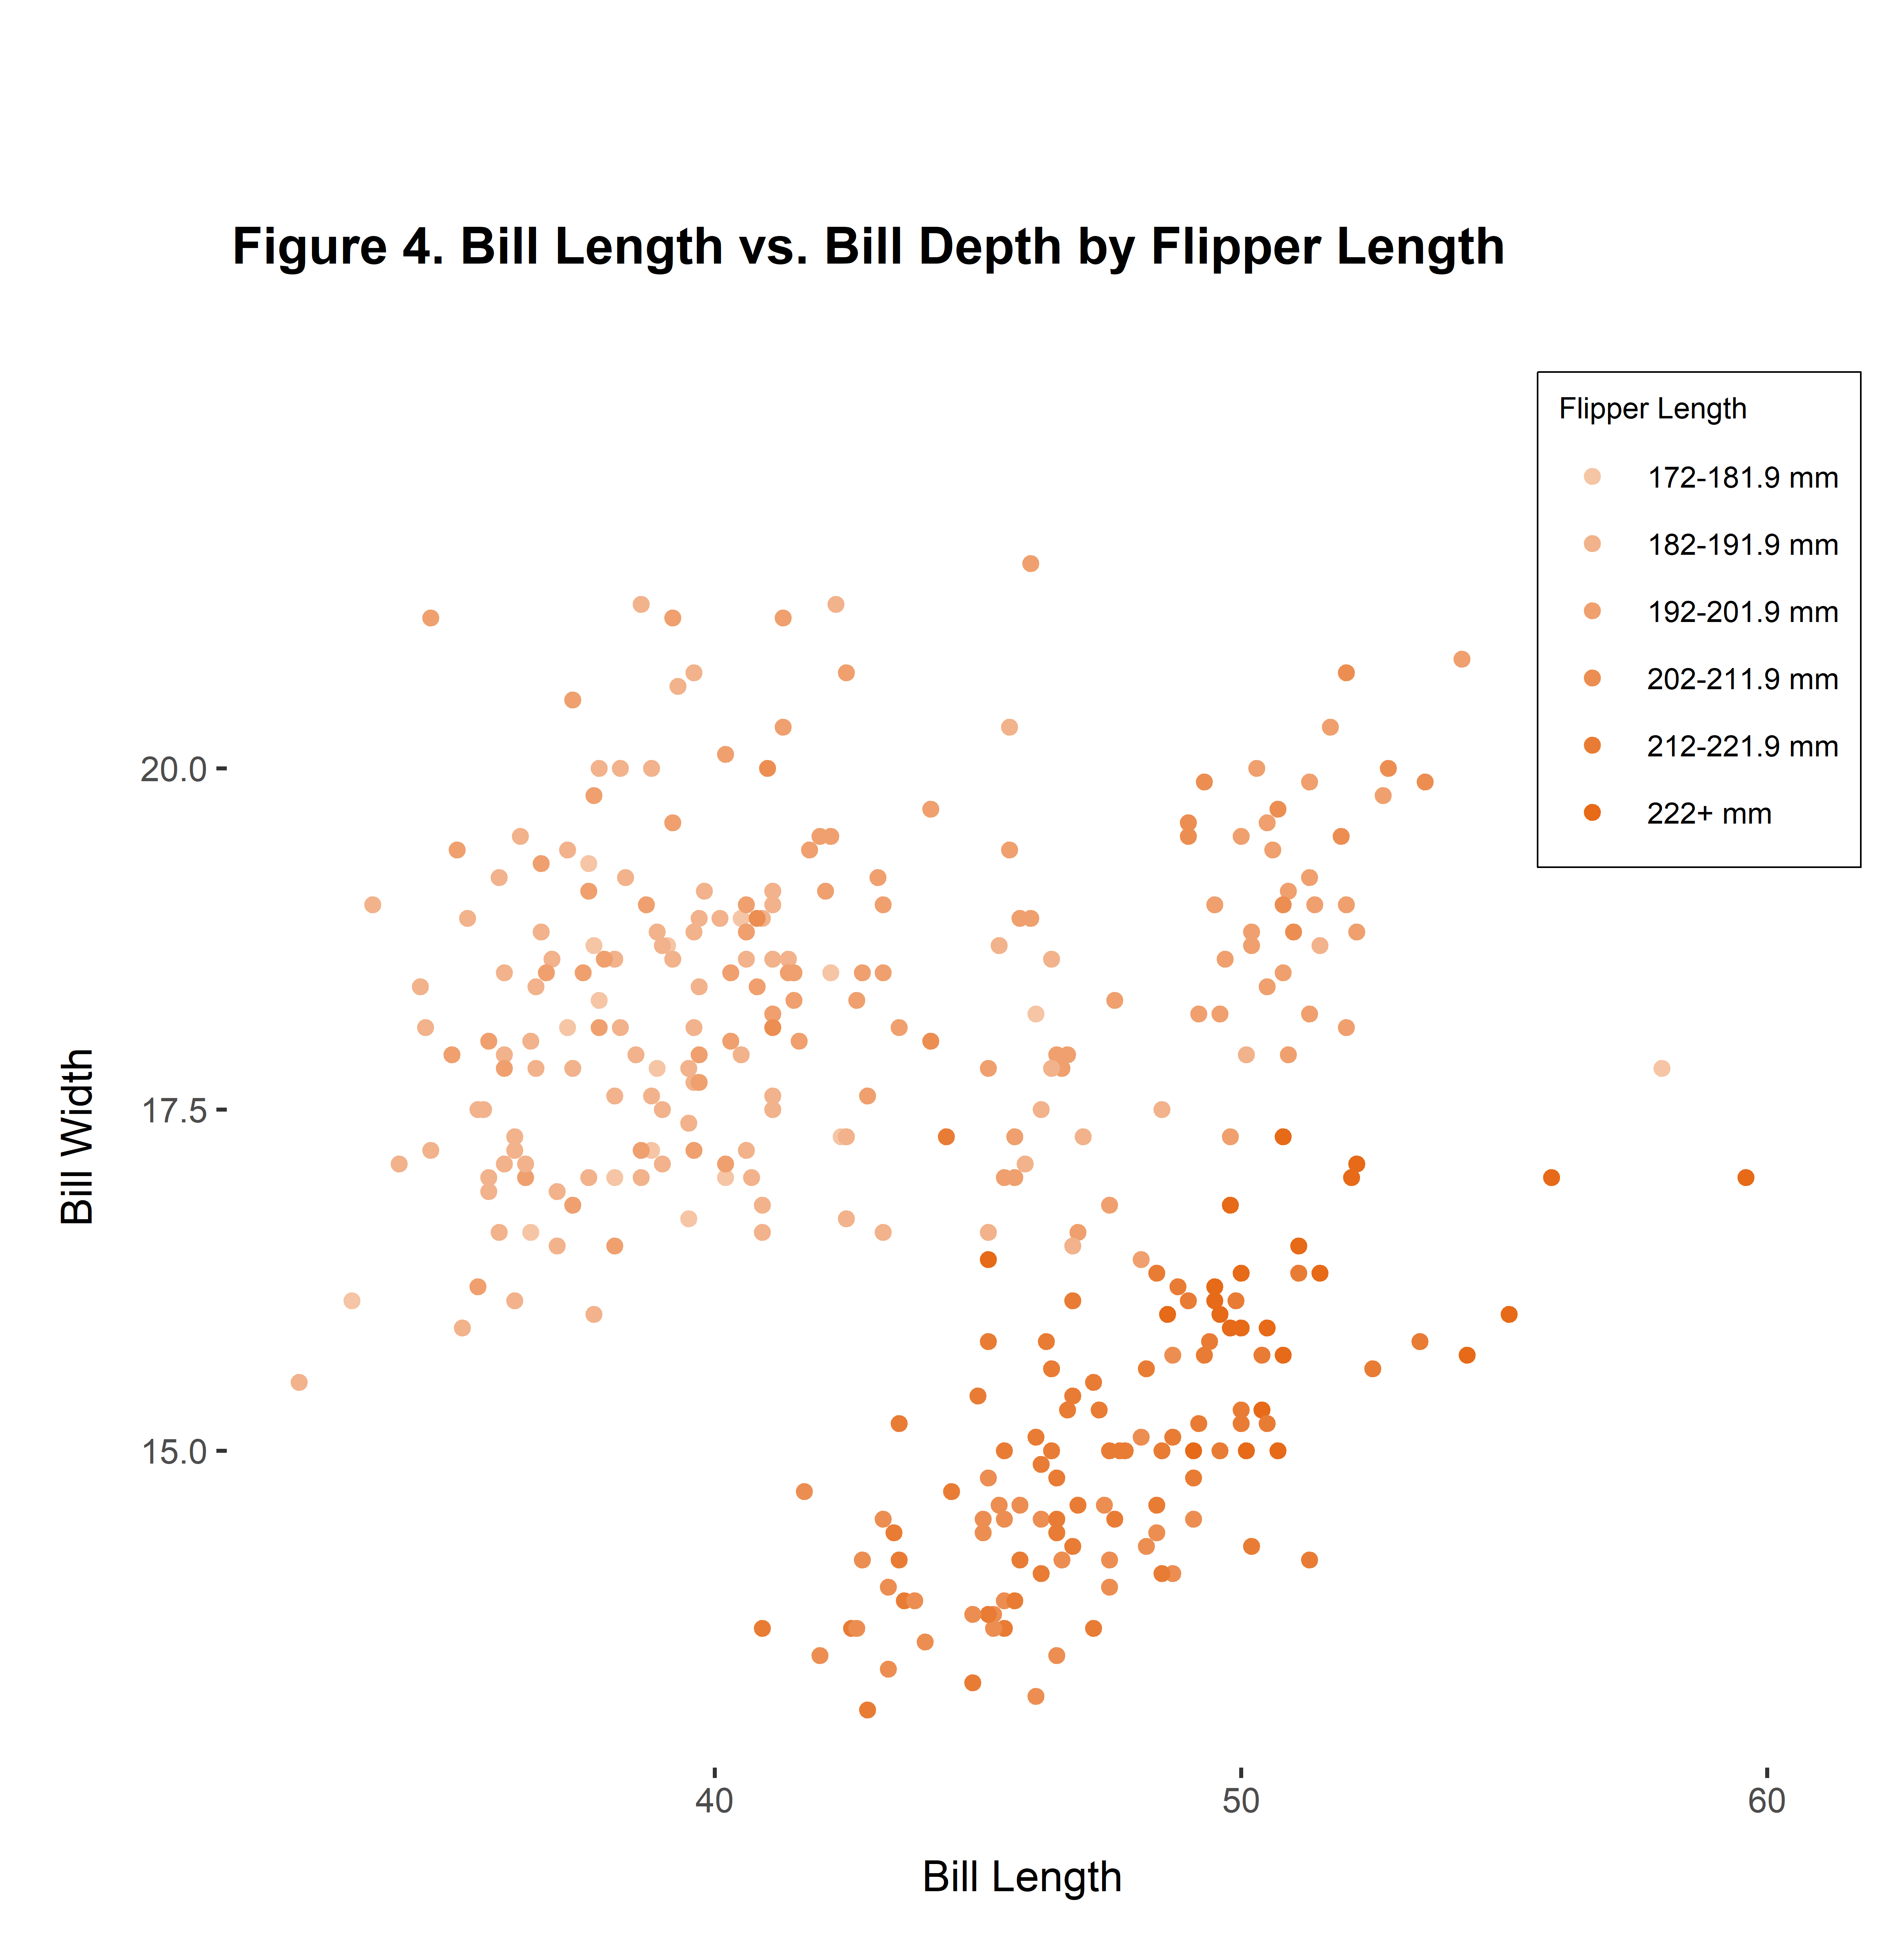 Figure 4. Bill Length vs. Bill Depth by Flipper Length
Flipper Length
172-181.9 mm
182-191.9 mm
192-201.9 mm
202-211.9 mm
212-221.9 mm
222+ mm
Bill Width
20.0
17.5
15.0
40 50 60
Bill Length